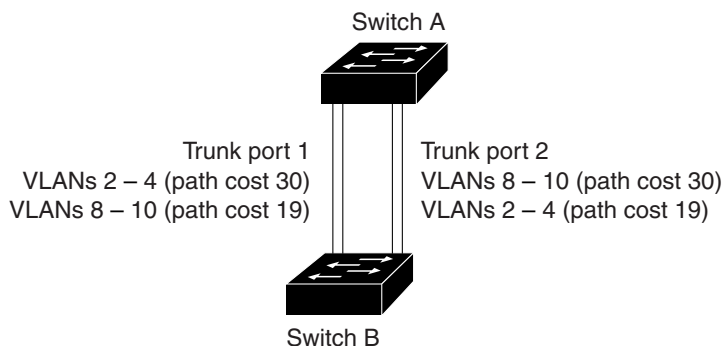 Switch A
Trunk port 1
VLANs 2 – 4 (path cost 30)
VLANs 8 – 10 (path cost 19)
Trunk port 2
VLANs 8 – 10 (path cost 30)
VLANs 2 – 4 (path cost 19)
Switch B